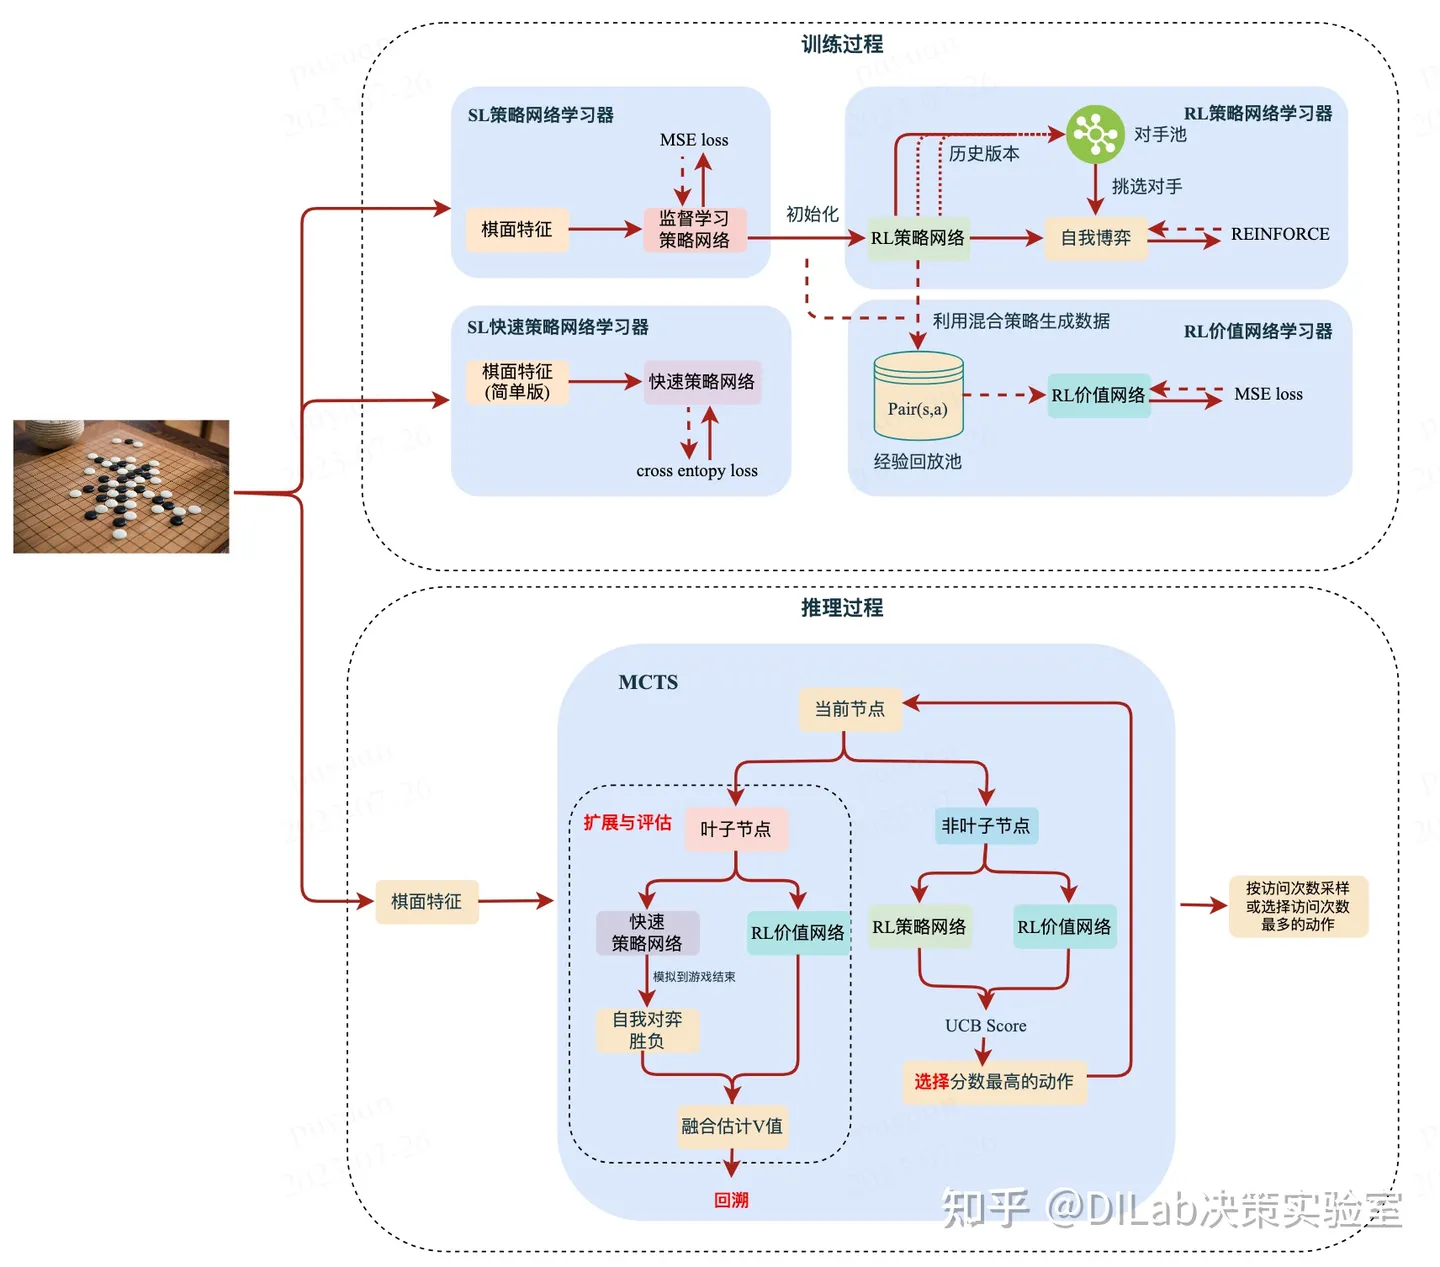 训练过程
SL策略网络学习器
MSE loss
棋面特征
监督学习
策略网络
初始化
RL策略网络学习器
历史版本
对手池
挑选对手
RL策略网络
自我博弈
REINFORCE
SL快速策略网络学习器
棋面特征
(简单版)
快速策略网络
cross entopy loss
利用混合策略生成数据
RL价值网络学习器
Pair(s,a)
经验回放池
RL价值网络
MSE loss
推理过程
MCTS
当前节点
扩展与评估
叶子节点
非叶子节点
棋面特征
快速
策略网络
RL价值网络
RL策略网络
RL价值网络
模拟到游戏结束
自我对弈
胜负
UCB Score
选择分数最高的动作
融合估计V值
回溯
按访问次数采样
或选择访问次数
最多的动作
知乎 @DILab决策实验室